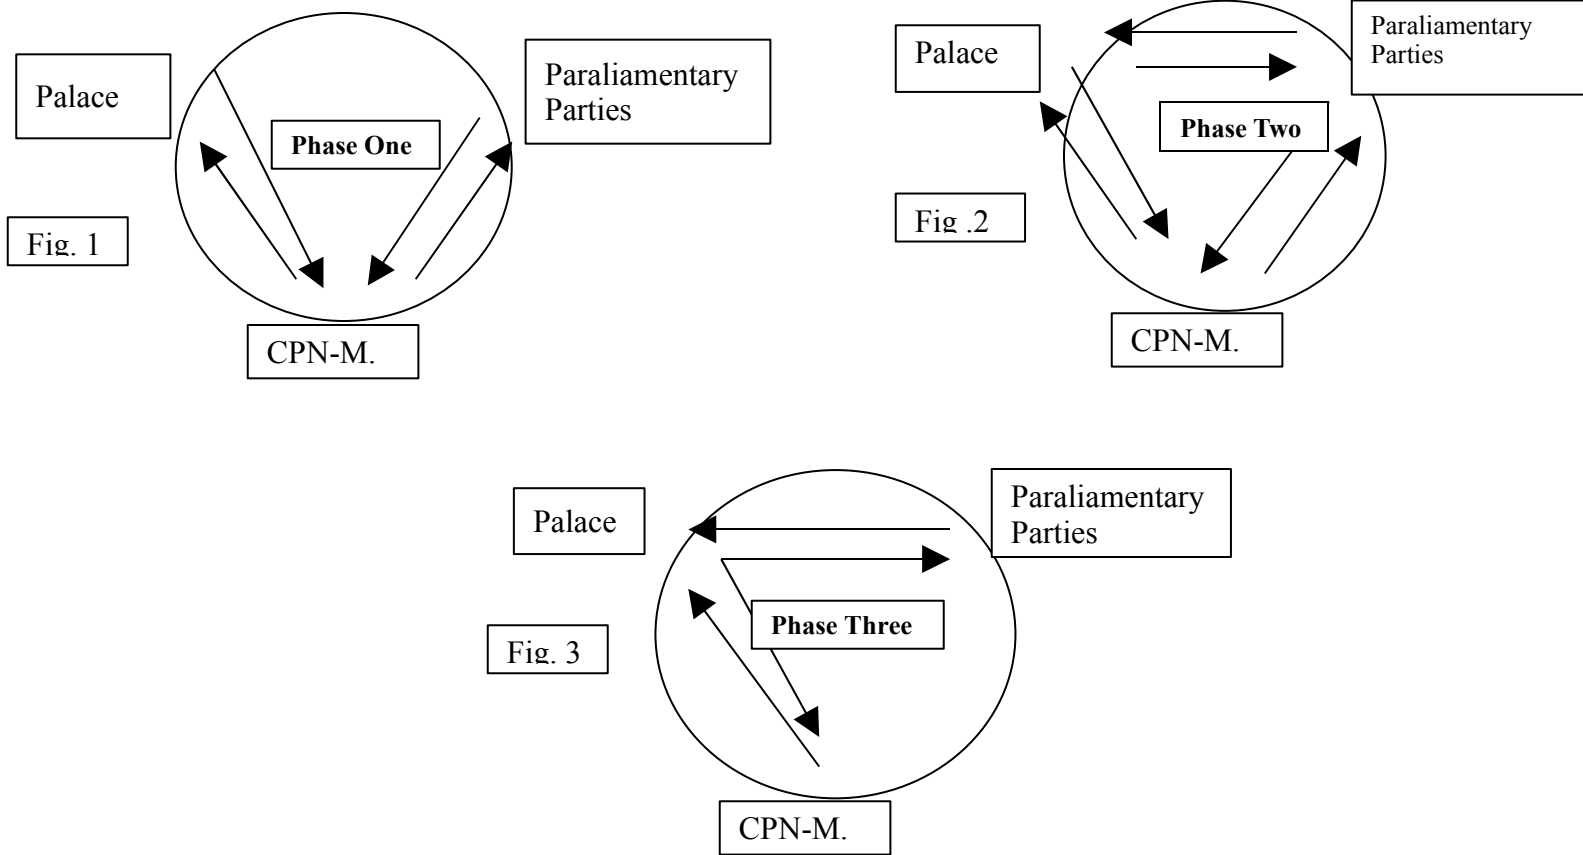 Palace
Paraliamentary
Parties
Phase One
Fig. 1
CPN-M.
Palace
Paraliamentary
Parties
Phase Two
Fig .2
CPN-M.
Palace
Paraliamentary
Parties
Phase Three
Fig. 3
CPN-M.